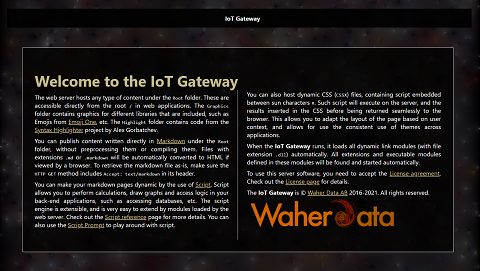 IoT Gateway
Welcome to the IoT Gateway
The web server hosts any type of content under the Root folder. These are
accessible directly from the root / in web applications. The Graphics
folder contains graphics for different libraries that are included, such as
Emojis from Emoji One, etc. The Highlight folder contains code from the
Syntax Highlighter project by Alex Gorbatchev.
You can publish content written directly in Markdown under the Root
folder, without preprocessing them or compiling them. Files with
extensions .md or .markdown will be automatically converted to HTML if
viewed by a browser. To retrieve the markdown file as-is, make sure the
HTTP GET method includes Accept: text/markdown in its header.
You can make your markdown pages dynamic by the use of Script. Script
allows you to perform calculations, draw graphs and access logic in your
back-end applications, such as accessing databases, etc. The script
engine is extensible, and is very easy to extend by modules loaded by the
web server. Check out the Script reference page for more details. You can
also use the Script Prompt to play around with script.
You can also host dynamic CSS (cssx) files, containing script embedded
between sun characters ¤. Such script will execute on the server, and the
results inserted in the CSS before being returned seamlessly to the
browser. This allows you to adapt the layout of the page based on user
context, and allows for use the consistent use of themes across
applications.
When the IoT Gateway runs, it loads all dynamic link modules (with file
extension .dll) automatically. All extensions and executable modules
defined in these modules will be found and started automatically.
To use this server software, you need to accept the License agreement.
Check out the License page for details.
The IoT Gateway is © Waher Data AB 2016-2021. All rights reserved.
Waher Data